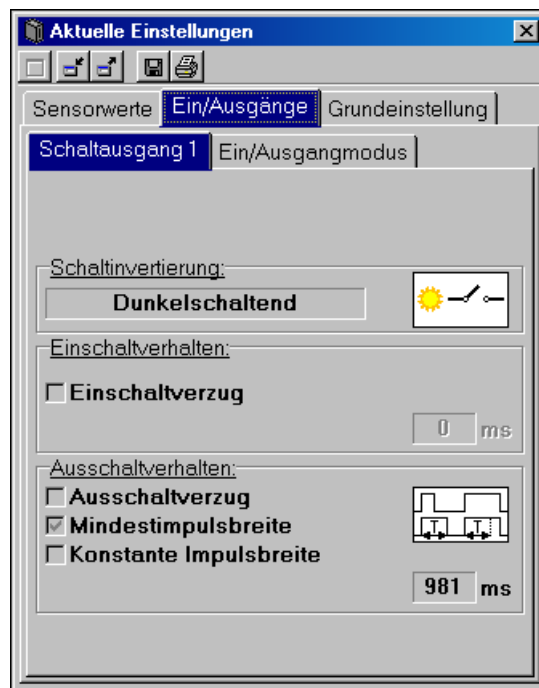 Aktuelle Einstellungen
Sensorwerte Ein/Ausgänge Grundeinstellung
Schaltausgang 1 Ein/Ausgangmodus
Schaltinvertierung:
Dunkelschaltend
Einschaltverhalten:
Einschaltverzug
0 ms
Ausschaltverhalten:
Ausschaltverzug
Mindestimpulsbreite
T T
Konstante Impulsbreite
981 ms